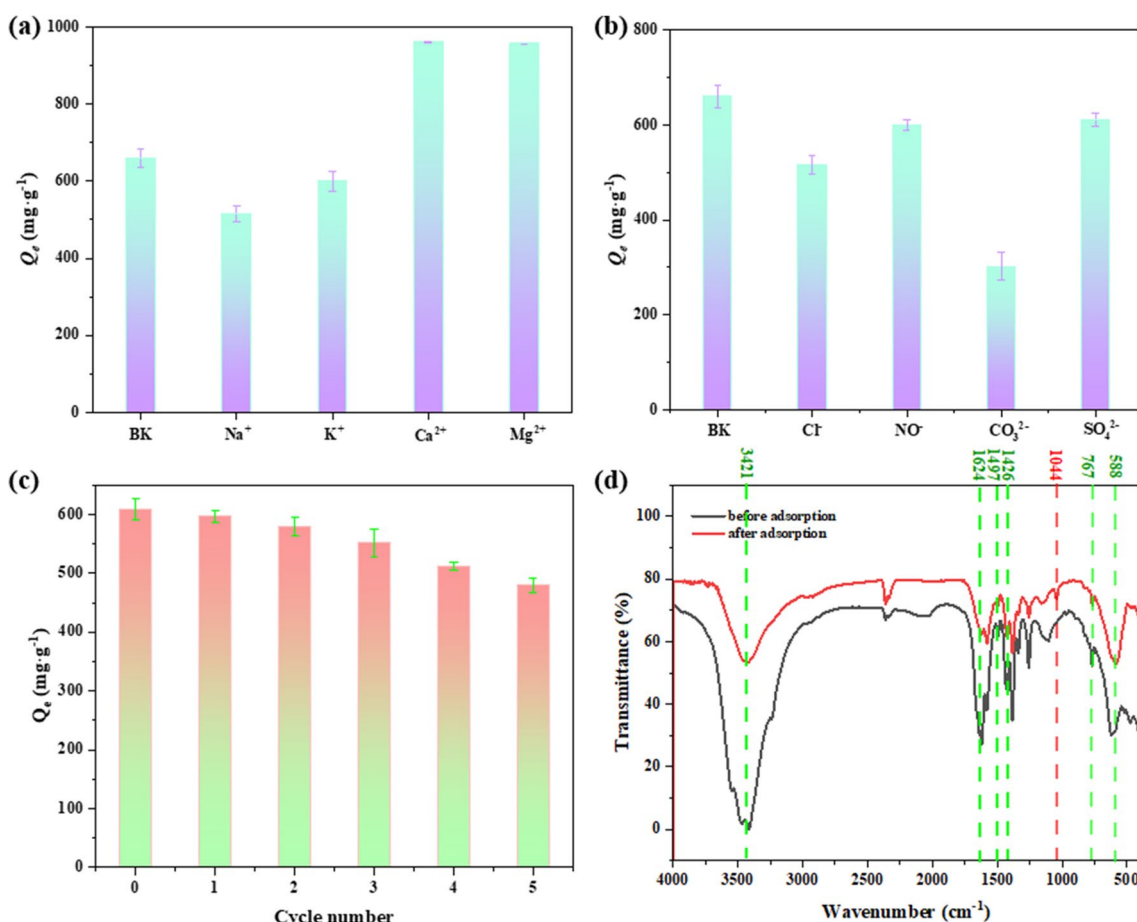 (a)
1000
800
600
400
200
0
Qe (mg·g⁻¹)
BK Na⁺ K⁺ Ca²⁺ Mg²⁺
(b)
800
600
400
200
0
Qe (mg·g⁻¹)
BK Cl⁻ NO⁻ CO₃²⁻ SO₄²⁻
(c)
600
500
400
300
200
100
0
Qe (mg·g⁻¹)
0 1 2 3 4 5
Cycle number
(d)
3421 1624 1497 1426 1044 767 588
before adsorption
after adsorption
100
80
60
40
20
0
Transmittance (%)
4000 3500 3000 2500 2000 1500 1000 500
Wavenumber (cm⁻¹)